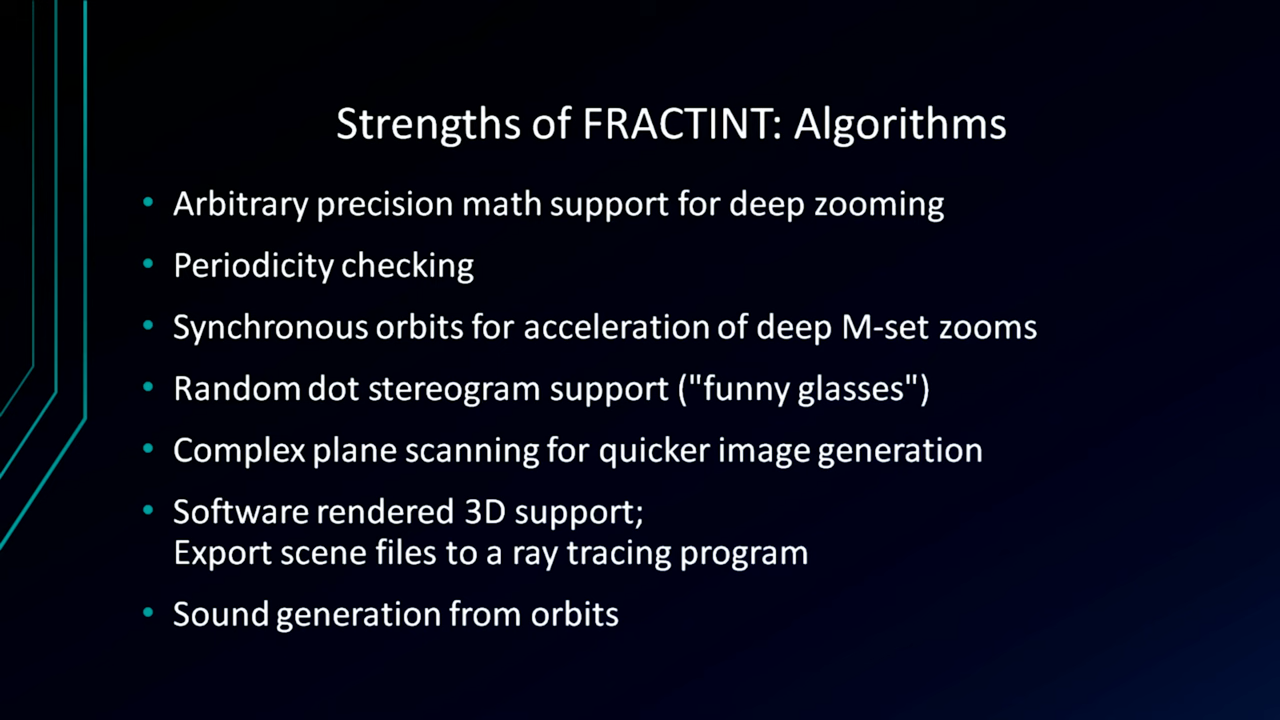 Strengths of FRACTINT: Algorithms
• Arbitrary precision math support for deep zooming
• Periodicity checking
• Synchronous orbits for acceleration of deep M-set zooms
• Random dot stereogram support ("funny glasses")
• Complex plane scanning for quicker image generation
• Software rendered 3D support;
Export scene files to a ray tracing program
• Sound generation from orbits